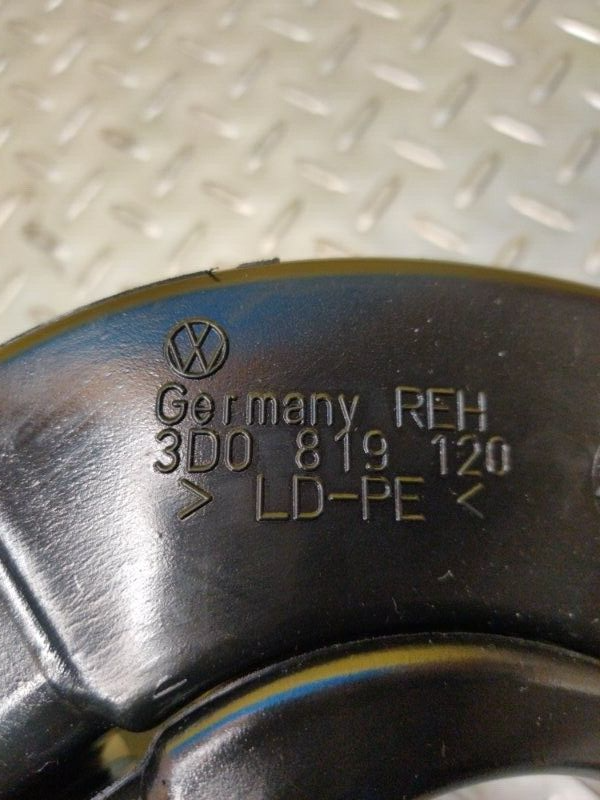 Germany REH
3D0 819 120
> LD-PE <